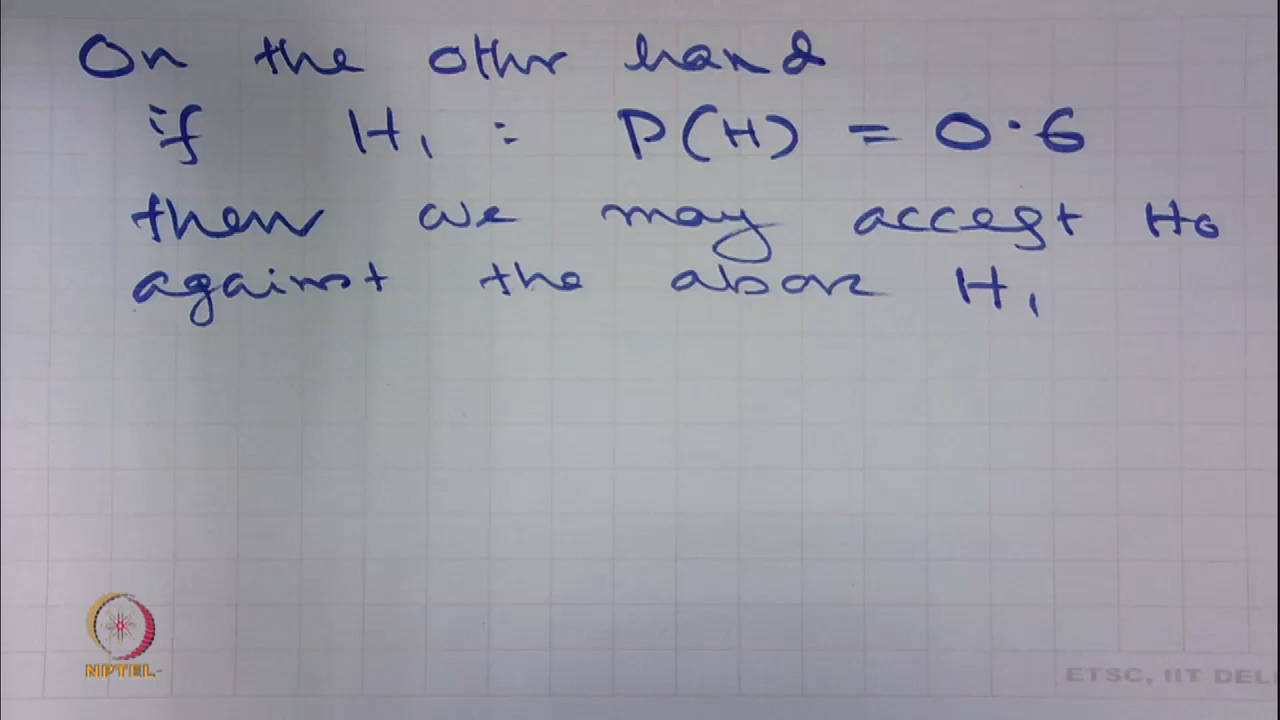 On the other hand
if H₁ : P(H) = 0.6
then we may accept H₀
against the above H₁
NPTEL
ETSC, IIT DEL